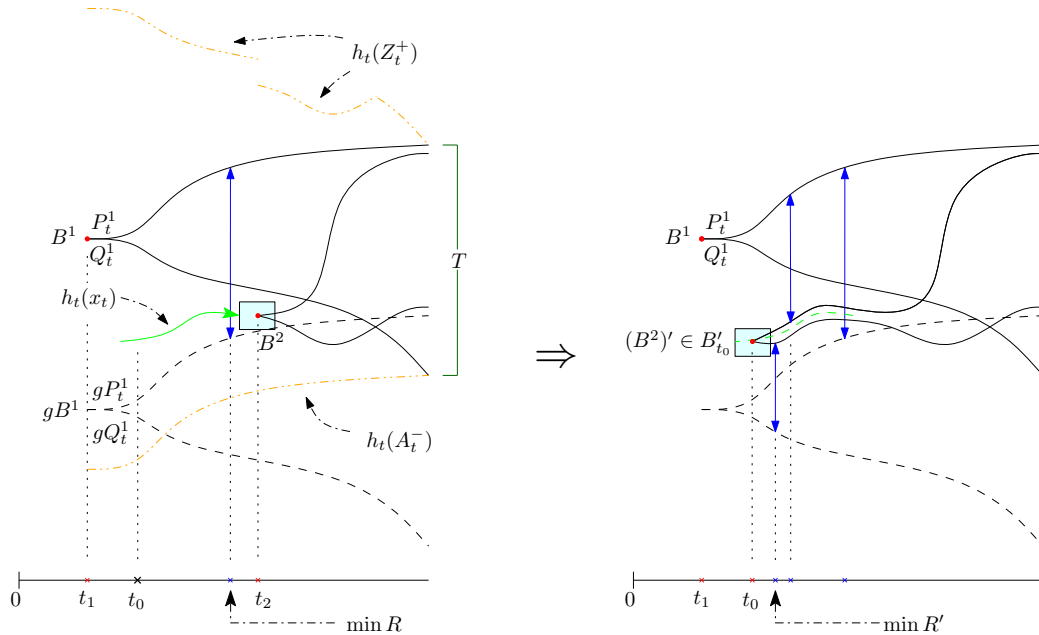 h_t(Z_t^+)
B^1
P_t^1
Q_t^1
h_t(x_t)
B^2
T
gP_t^1
gB^1
gQ_t^1
h_t(A_t^-)
0
t_1
t_0
t_2
min R
⇒
B^1
P_t^1
Q_t^1
(B^2)' ∈ B'_{t_0}
0
t_1
t_0
min R'